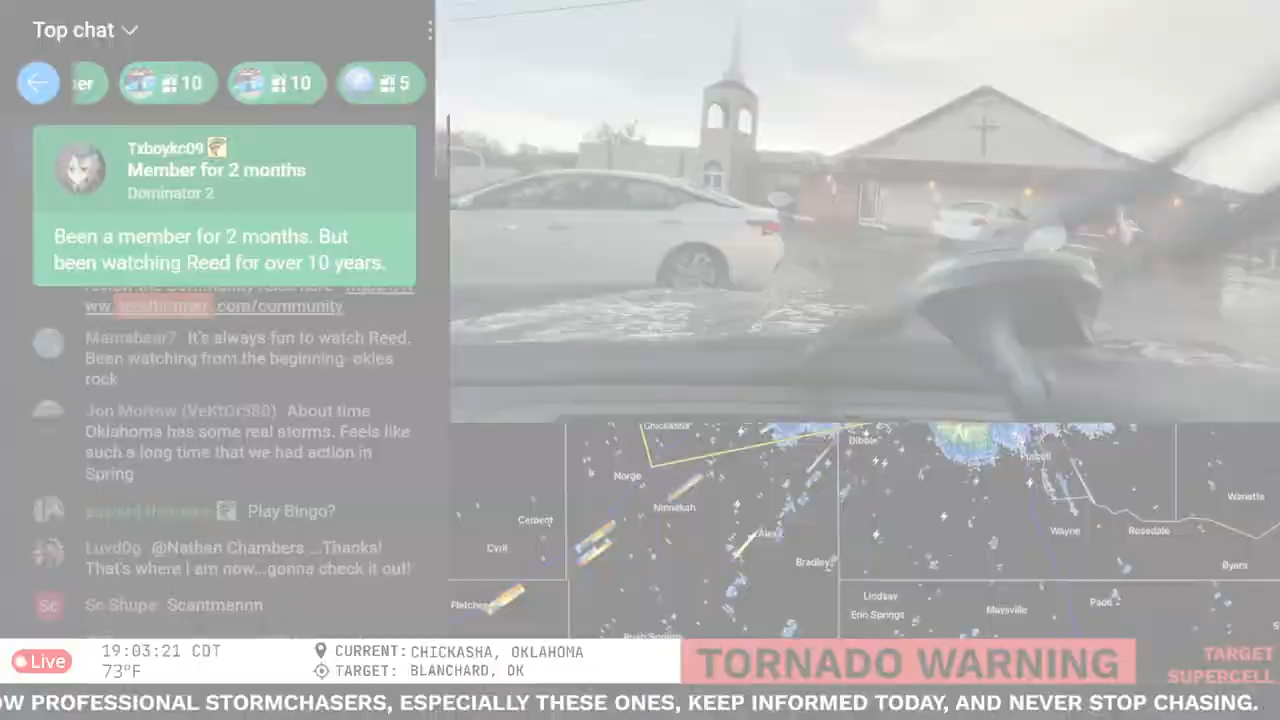 Top chat
er
10
10
5
Txboykc09
Member for 2 months
Dominator 2
Been a member for 2 months. But
been watching Reed for over 10 years.
ww
.com/community
Mamabear7 It's always fun to watch Reed.
Been watching from the beginning- okies
rock
Jon Morrow (VeKtOr580) About time
Oklahoma has some real storms. Feels like
such a long time that we had action in
Spring
Play Bingo?
Luvd0g @Nathan Chambers ...Thanks!
That's where I am now...gonna check it out!
Sc
Sc Shupe Scantmannn
Chickasha
Dibble
Purcell
Norge
Ninnekah
Wanette
Cement
Alex
Wayne
Rosedale
Cyril
Bradley
Byars
Fletcher
Lindsay
Erin Springs
Maysville
Paoli
Rush Springs
Live
19:03:21 CDT
73°F
CURRENT: CHICKASHA, OKLAHOMA
TARGET: BLANCHARD, OK
TORNADO WARNING
TARGET
SUPERCELL
OW PROFESSIONAL STORMCHASERS, ESPECIALLY THESE ONES, KEEP INFORMED TODAY, AND NEVER STOP CHASING.